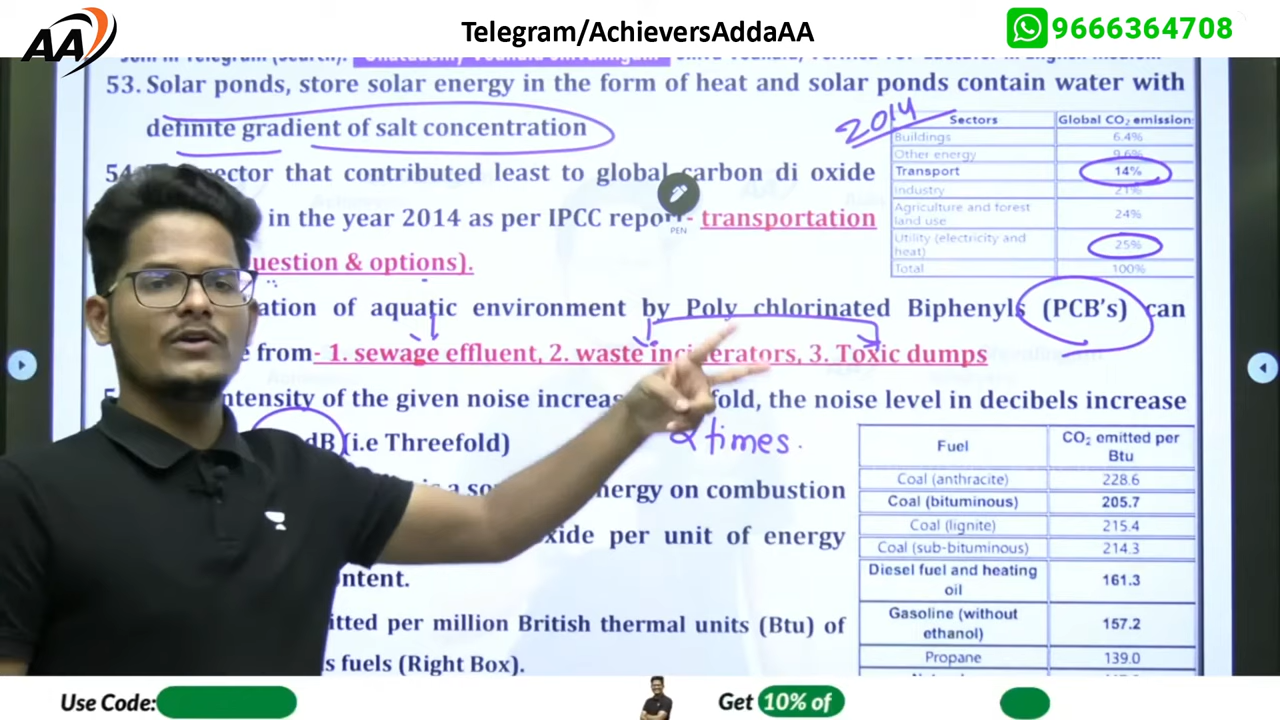 AA
Telegram/AchieversAddaAA
9666364708
53. Solar ponds, store solar energy in the form of heat and solar ponds contain water with
definite gradient of salt concentration
2014
54. sector that contributed least to global carbon di oxide
in the year 2014 as per IPCC report- transportation
uestion & options).
Sectors Global CO2 emission
Buildings 6.4%
Other energy 9.6%
Transport 14%
Industry 21%
Agriculture and forest
land use 24%
Utility (electricity and
heat) 25%
Total 100%
PEN
ation of aquatic environment by Poly chlorinated Biphenyls (PCB's) can
from- 1. sewage effluent, 2. waste incinerators, 3. Toxic dumps
ntensity of the given noise increas fold, the noise level in decibels increase
dB (i.e Threefold)
times.
nergy on combustion
xide per unit of energy
ntent.
itted per million British thermal units (Btu) of
s fuels (Right Box).
Fuel CO2 emitted per
Btu
Coal (anthracite) 228.6
Coal (bituminous) 205.7
Coal (lignite) 215.4
Coal (sub-bituminous) 214.3
Diesel fuel and heating
oil 161.3
Gasoline (without
ethanol) 157.2
Propane 139.0
Use Code:
Get 10% of